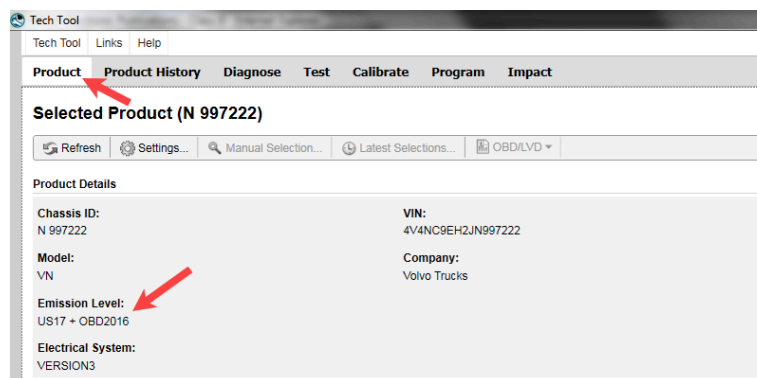 Tech Tool
Tech Tool Links Help
Product Product History Diagnose Test Calibrate Program Impact
Selected Product (N 997222)
Refresh Settings... Manual Selection... Latest Selections... OBD/LVD
Product Details
Chassis ID: VIN:
N 997222 4V4NC9EH2JN997222
Model: Company:
VN Volvo Trucks
Emission Level:
US17 + OBD2016
Electrical System:
VERSION3